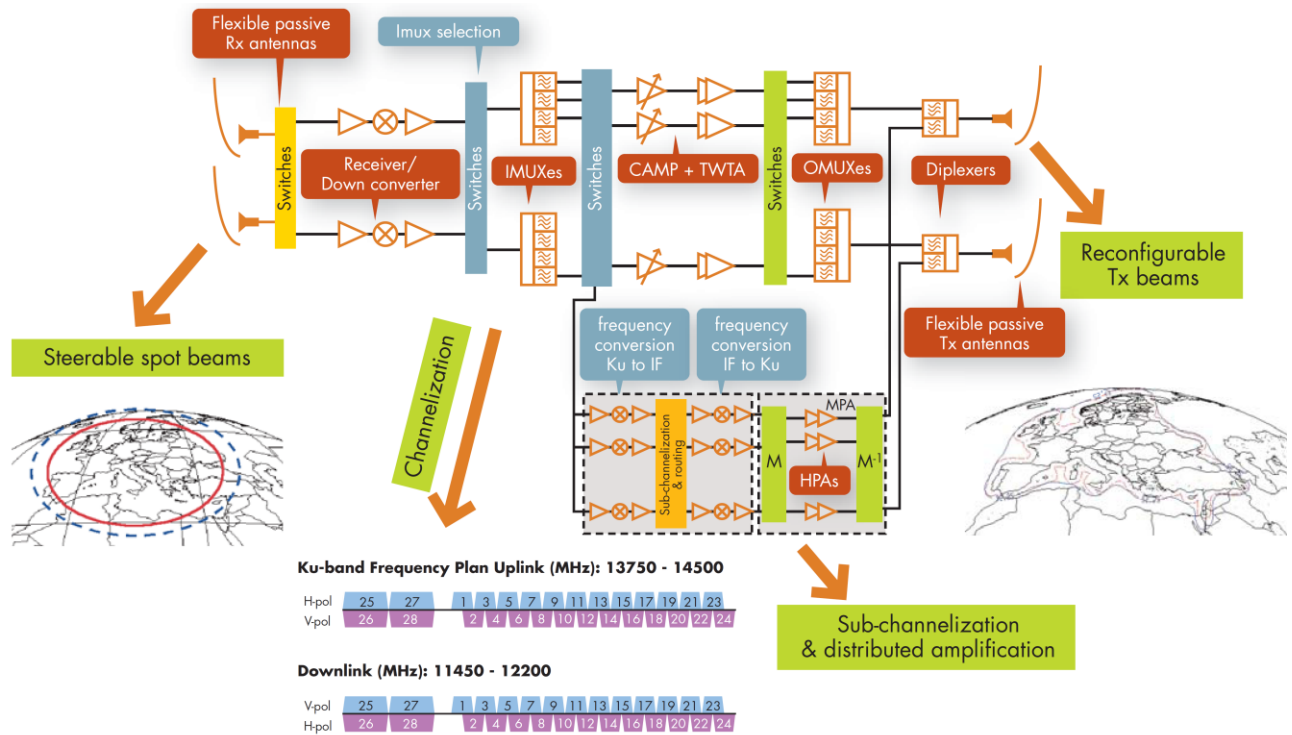 Flexible passive
Rx antennas
Imux selection
Switches
Receiver/
Down converter
Switches
IMUXes
Switches
CAMP + TWTA
Switches
OMUXes
Diplexers
Reconfigurable
Tx beams
Flexible passive
Tx antennas
Steerable spot beams
Channelization
frequency
conversion
Ku to IF
frequency
conversion
IF to Ku
Sub-channelization
& routing
M
MPA
HPAs
M-1
Ku-band Frequency Plan Uplink (MHz): 13750 - 14500
H-pol 25 27 1 3 5 7 9 11 13 15 17 19 21 23
V-pol 26 28 2 4 6 8 10 12 14 16 18 20 22 24
Sub-channelization
& distributed amplification
Downlink (MHz): 11450 - 12200
V-pol 25 27 1 3 5 7 9 11 13 15 17 19 21 23
H-pol 26 28 2 4 6 8 10 12 14 16 18 20 22 24